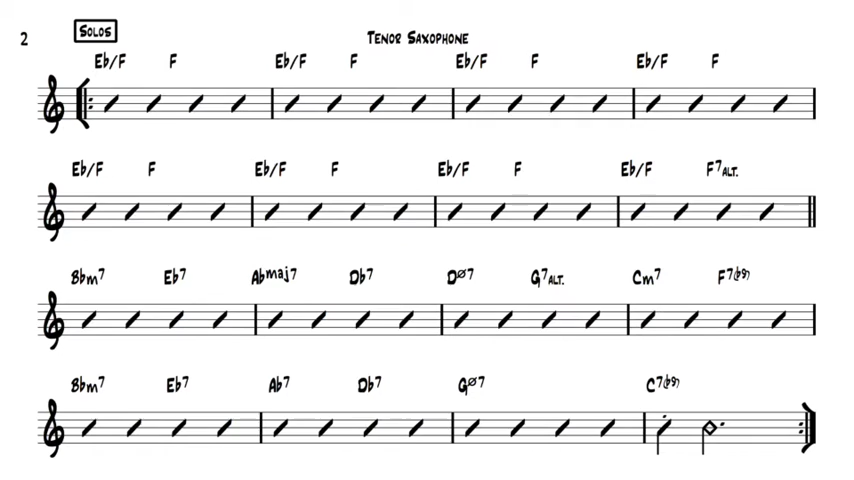 Solos
2 Tenor Saxophone
Eb/F F Eb/F F Eb/F F Eb/F F
Eb/F F Eb/F F Eb/F F Eb/F F7alt.
Bbm7 Eb7 Abmaj7 Db7 DØ7 G7alt. Cm7 F7(b9)
Bbm7 Eb7 Ab7 Db7 GØ7 C7(b9)